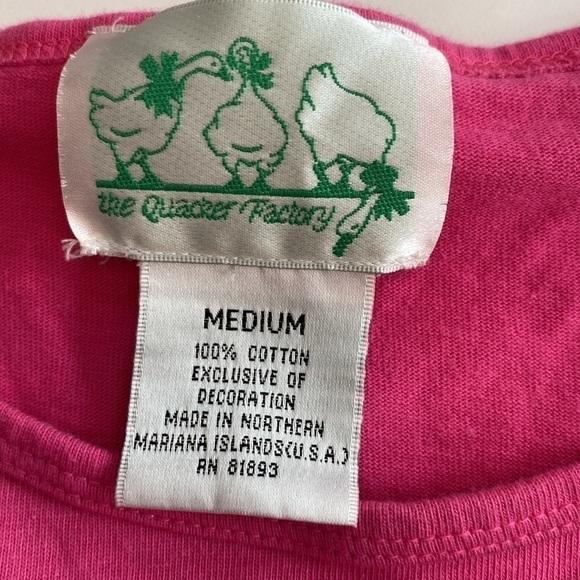 the Quacker Factory
MEDIUM
100% COTTON
EXCLUSIVE OF
DECORATION
MADE IN NORTHERN
MARIANA ISLANDS(U.S.A.)
RN 81893